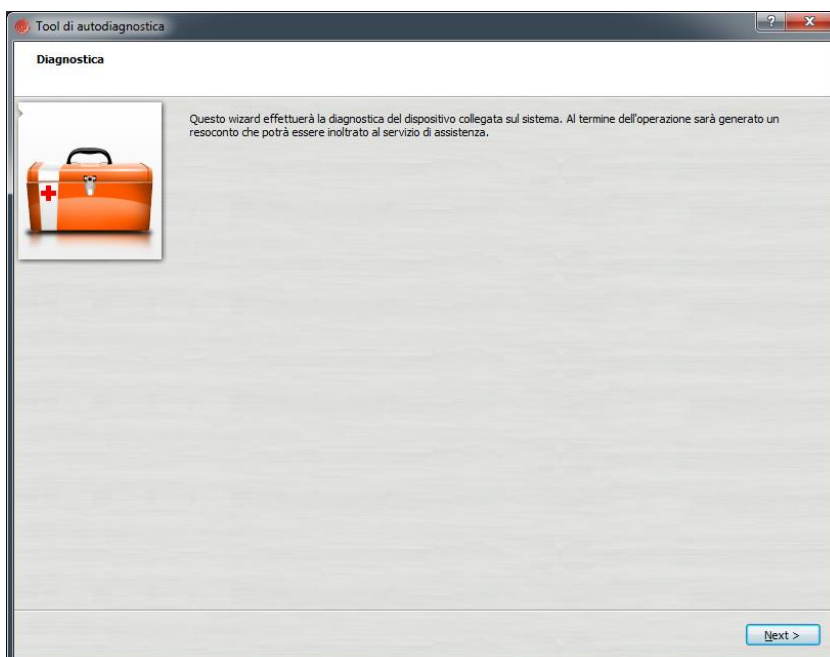 Tool di autodiagnostica
Diagnostica
Questo wizard effettuerà la diagnostica del dispositivo collegata sul sistema. Al termine dell'operazione sarà generato un
resoconto che potrà essere inoltrato al servizio di assistenza.
Next >